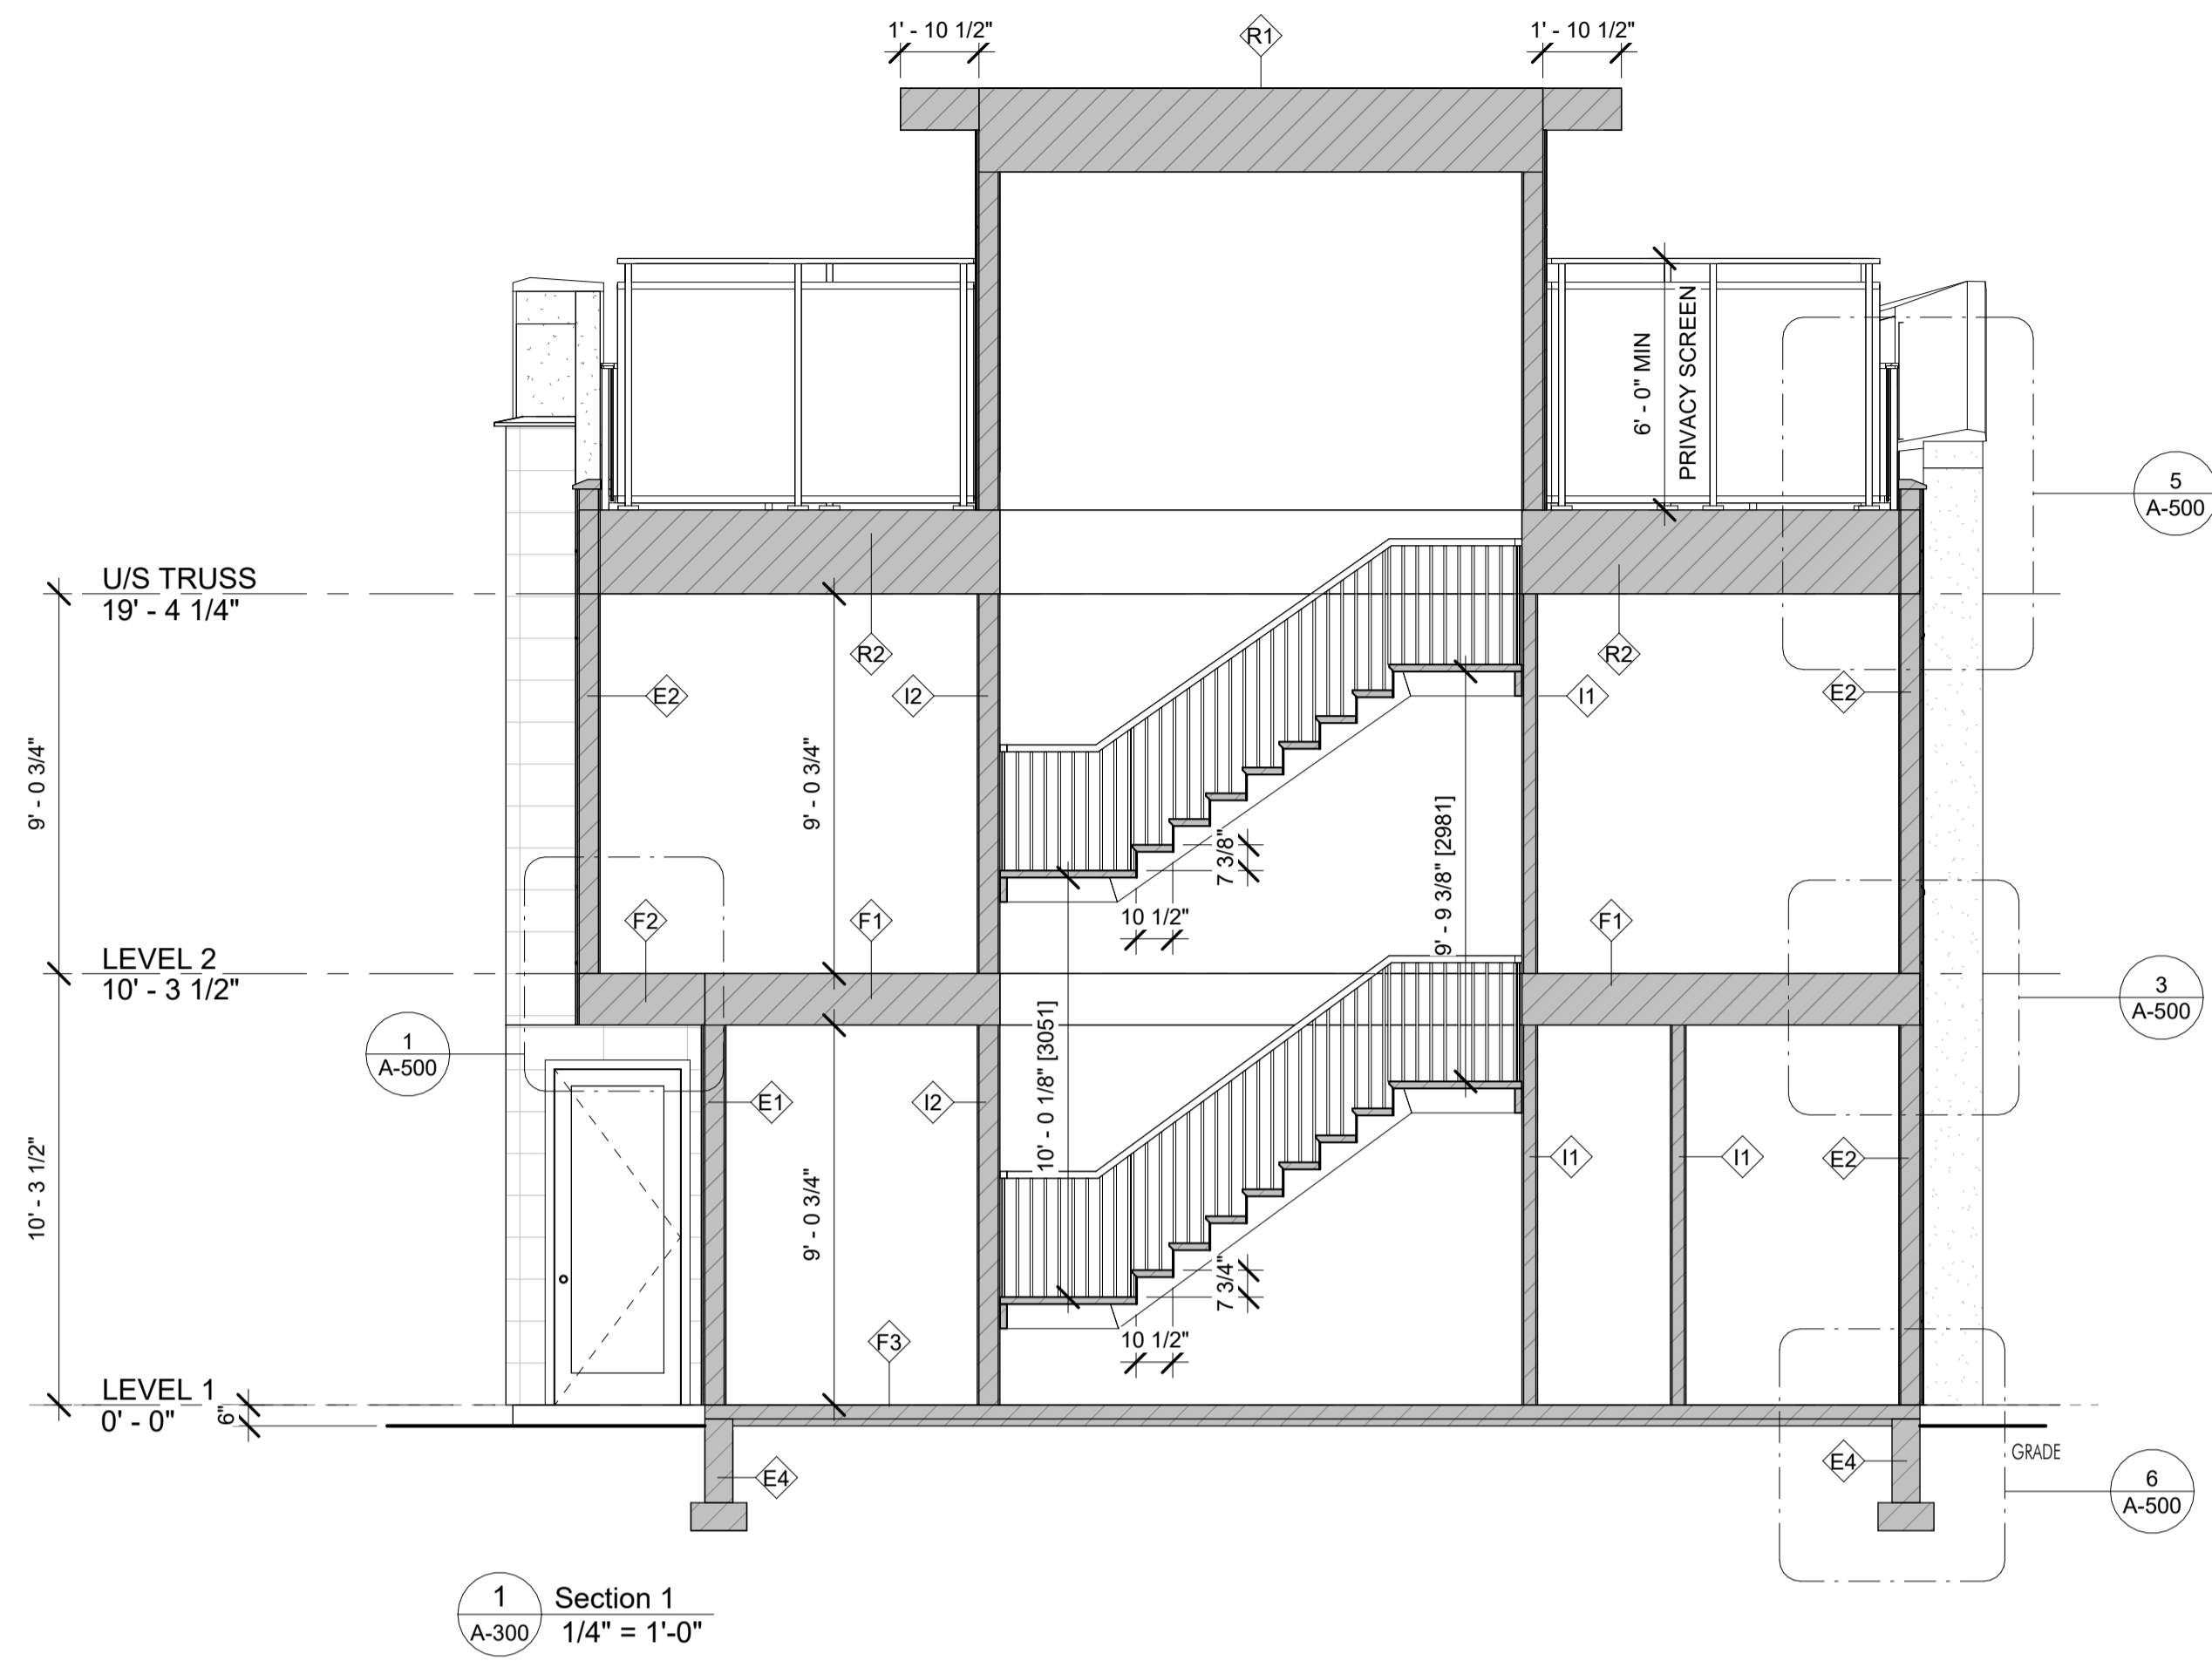 1' - 10 1/2"
R1
1' - 10 1/2"
6' - 0" MIN
PRIVACY SCREEN
5
A-500
U/S TRUSS
19' - 4 1/4"
R2
R2
E2
I2
I1
E2
9' - 0 3/4"
9' - 0 3/4"
7 3/8"
9' - 9 3/8" [2981]
10 1/2"
F2
F1
F1
LEVEL 2
10' - 3 1/2"
3
A-500
1
A-500
10' - 0 1/8" [3051]
E1
I2
I1
I1
E2
10' - 3 1/2"
9' - 0 3/4"
7 3/4"
10 1/2"
F3
LEVEL 1
0' - 0"
6"
GRADE
E4
E4
6
A-500
1
A-300
Section 1
1/4" = 1'-0"